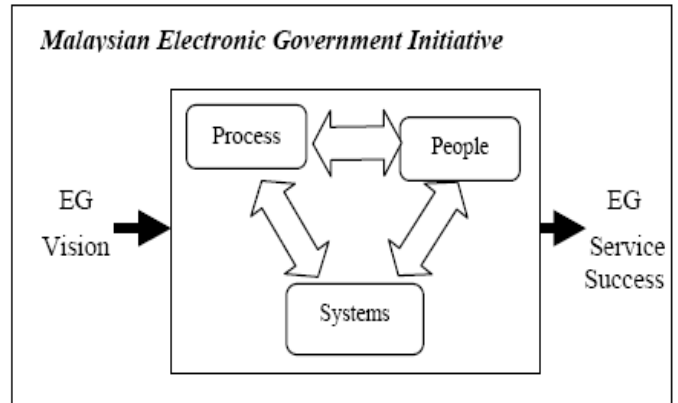 Malaysian Electronic Government Initiative
Process
People
EG
Vision
Systems
EG
Service
Success